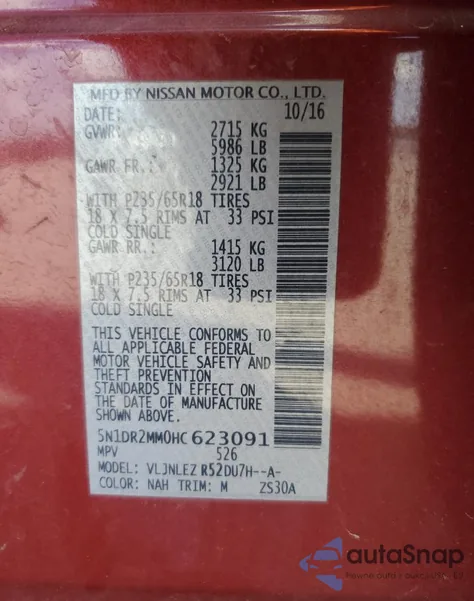 MFD BY NISSAN MOTOR CO., LTD.
DATE: 10/16
GVWR: 2715 KG
5986 LB
GAWR FR.: 1325 KG
2921 LB
WITH P235/65R18 TIRES
18 X 7.5 RIMS AT 33 PSI
COLD SINGLE
GAWR RR.: 1415 KG
3120 LB
WITH P235/65R18 TIRES
18 X 7.5 RIMS AT 33 PSI
COLD SINGLE
THIS VEHICLE CONFORMS TO
ALL APPLICABLE FEDERAL
MOTOR VEHICLE SAFETY AND
THEFT PREVENTION
STANDARDS IN EFFECT ON
THE DATE OF MANUFACTURE
SHOWN ABOVE.
5N1DR2MM0HC623091
MPV 526
MODEL: VLJNLEZ R52DU7H--A-
COLOR: NAH TRIM: M ZS30A
autoSnap